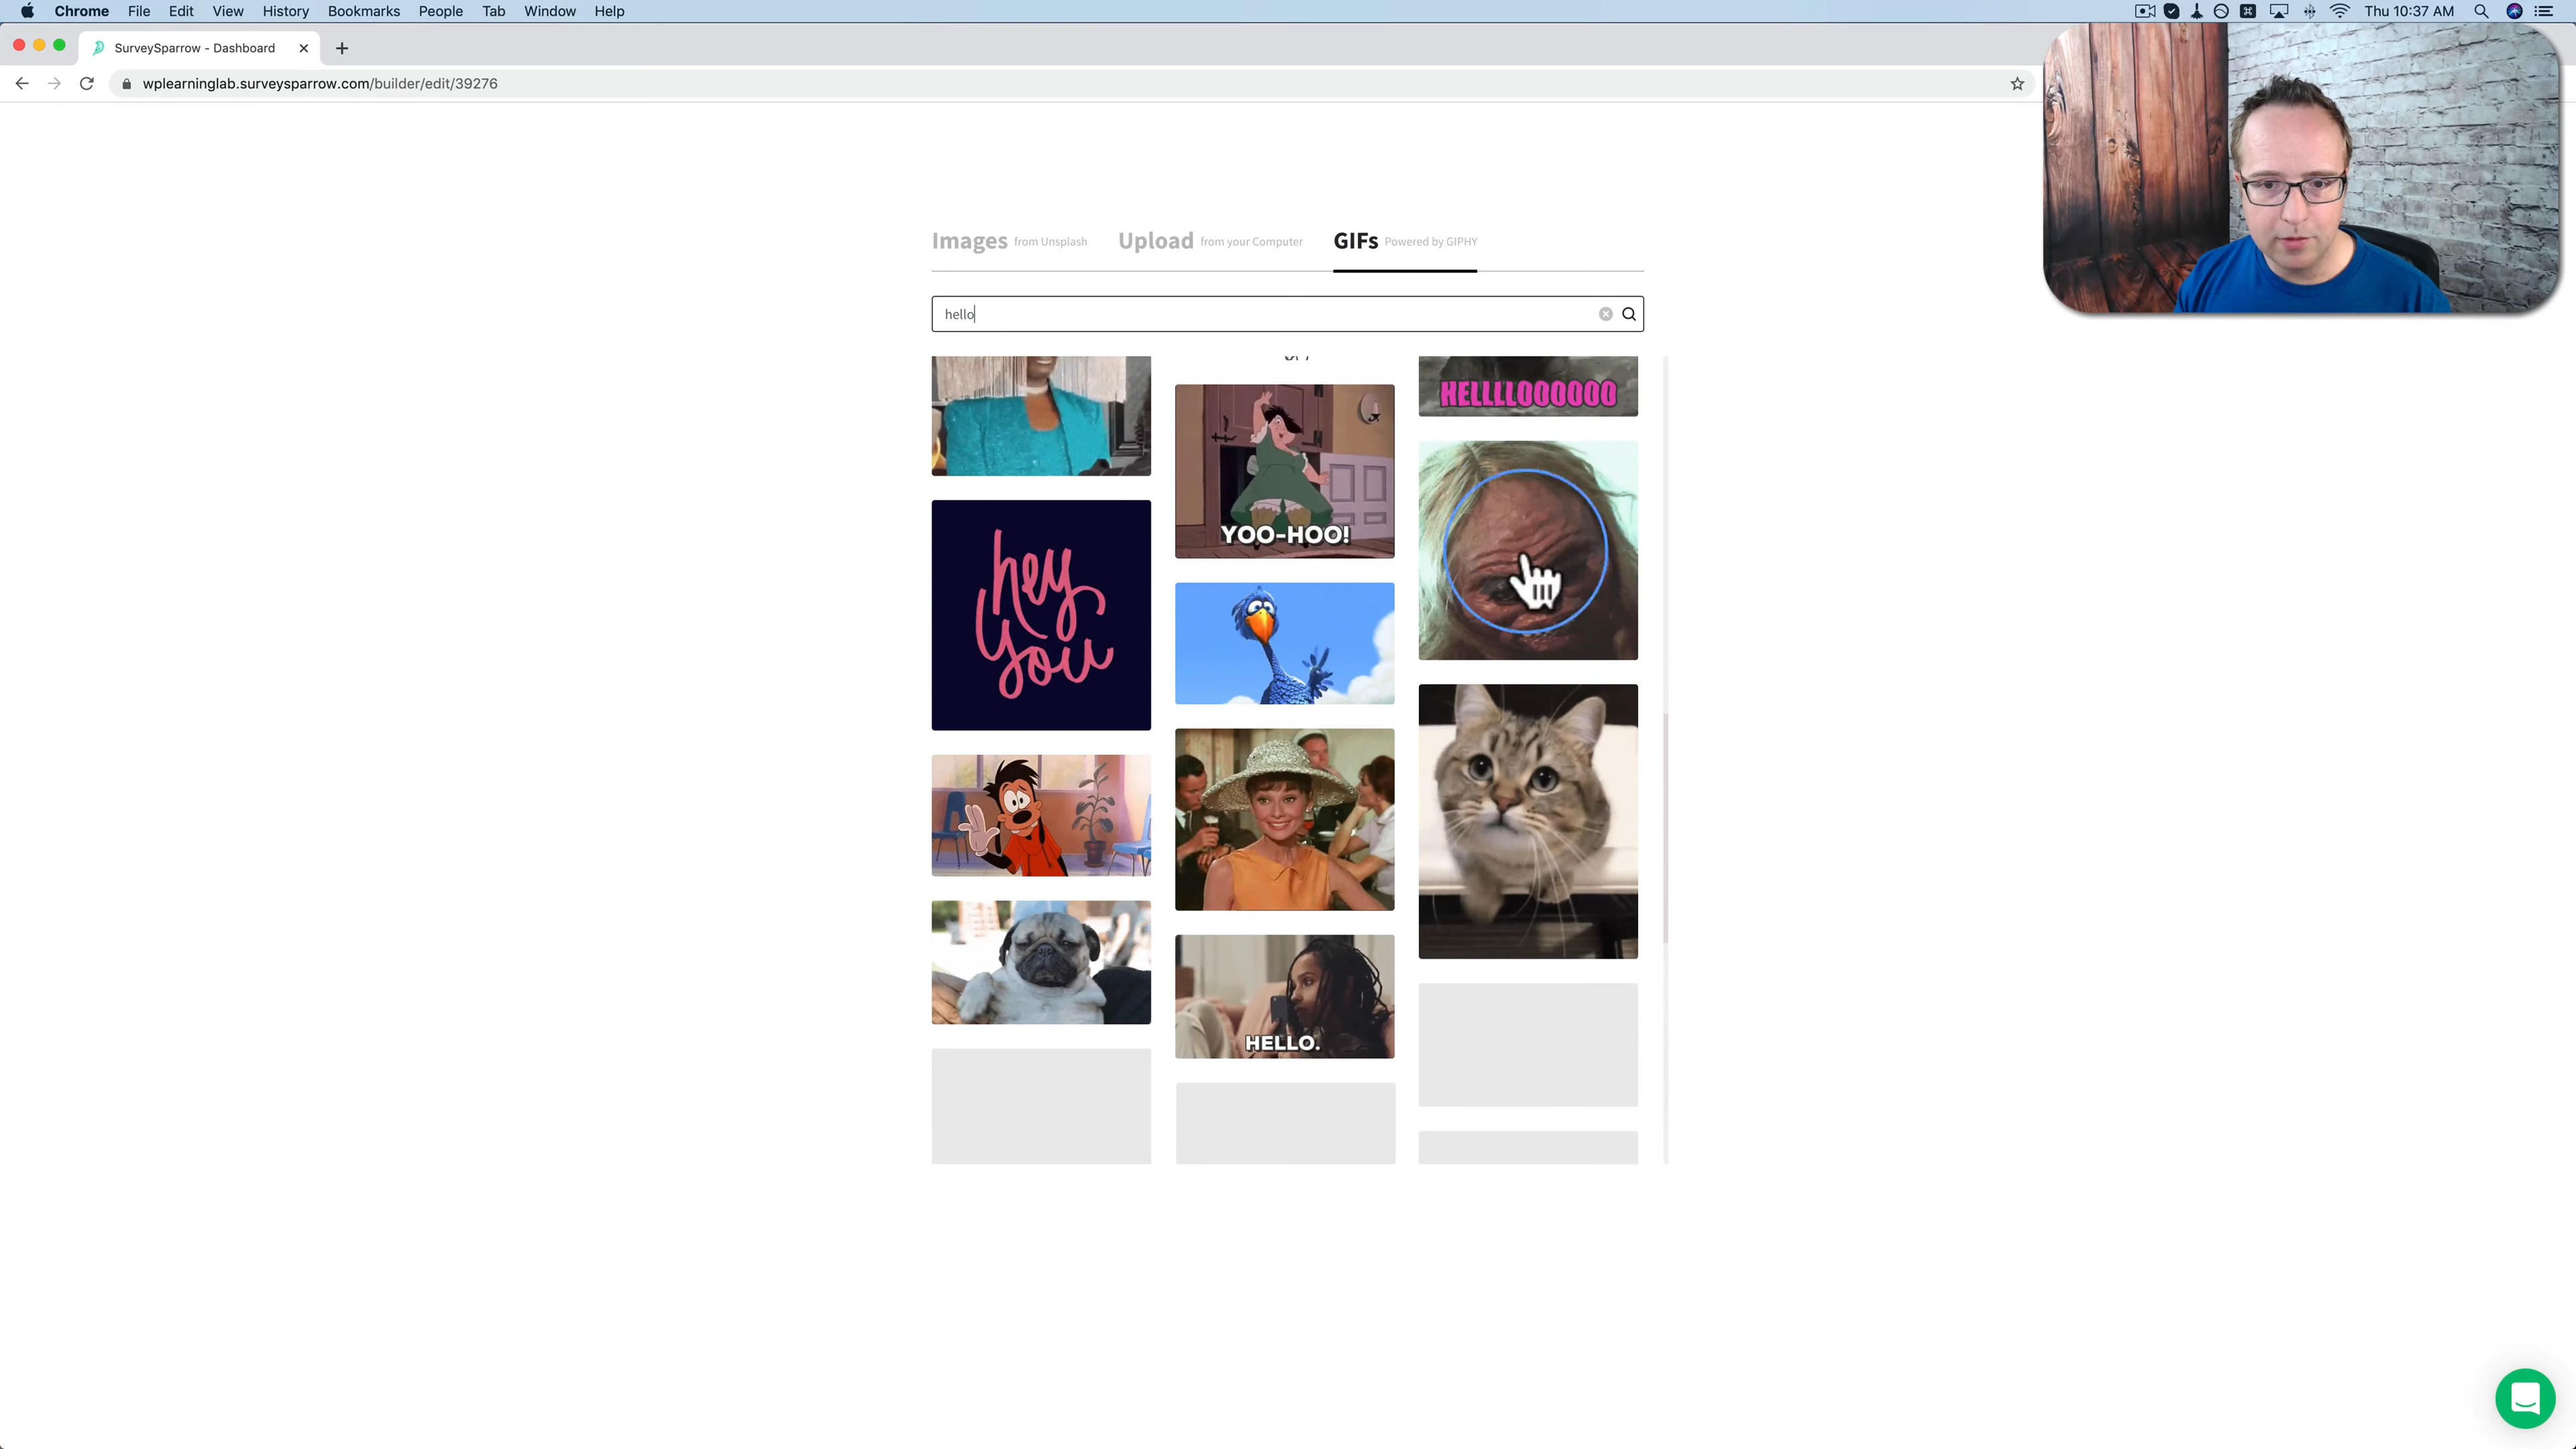 Chrome File Edit View History Bookmarks People Tab Window Help
Thu 10:37 AM
SurveySparrow - Dashboard
wplearninglab.surveysparrow.com/builder/edit/39276
Images from Unsplash Upload from your Computer GIFs Powered by GIPHY
hello
HELLLLOOOOOO
YOO-HOO!
hey
you
HELLO.